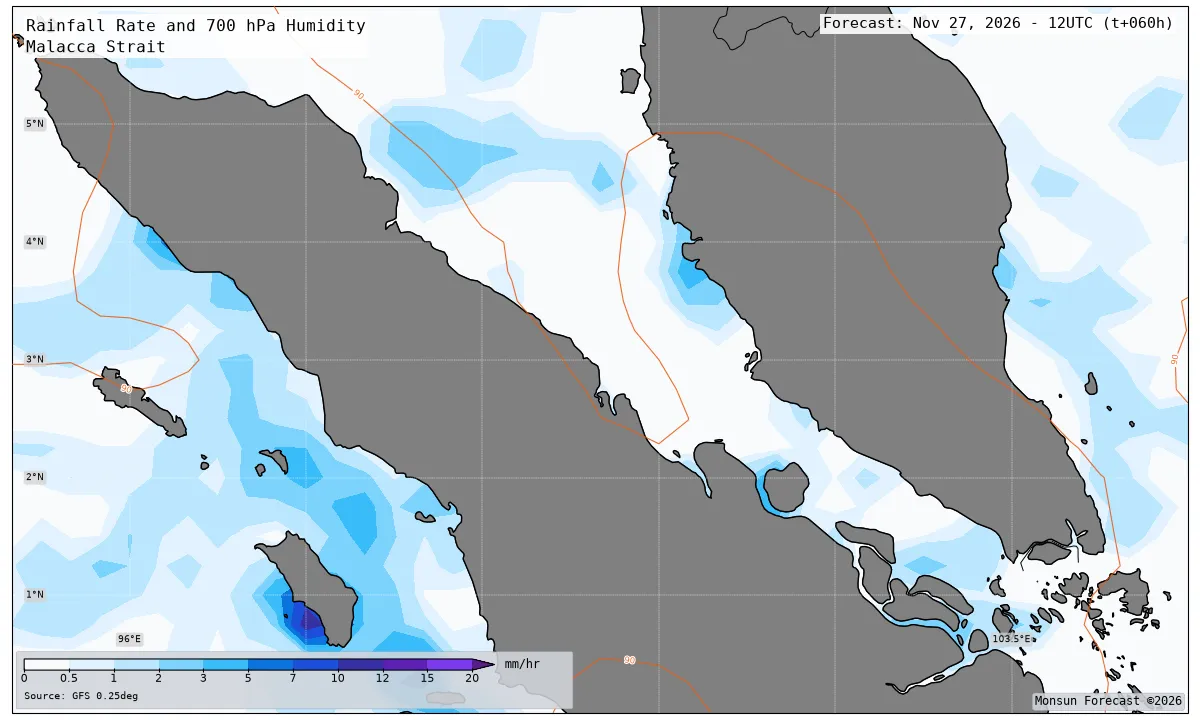 Rainfall Rate and 700 hPa Humidity
Malacca Strait
Forecast: Nov 27, 2026 - 12UTC (t+060h)
90
5°N
4°N
3°N
90
90
2°N
1°N
96°E
103.5°E
90
0 0.5 1 2 3 5 7 10 12 15 20 mm/hr
Source: GFS 0.25deg
Monsun Forecast ©2026